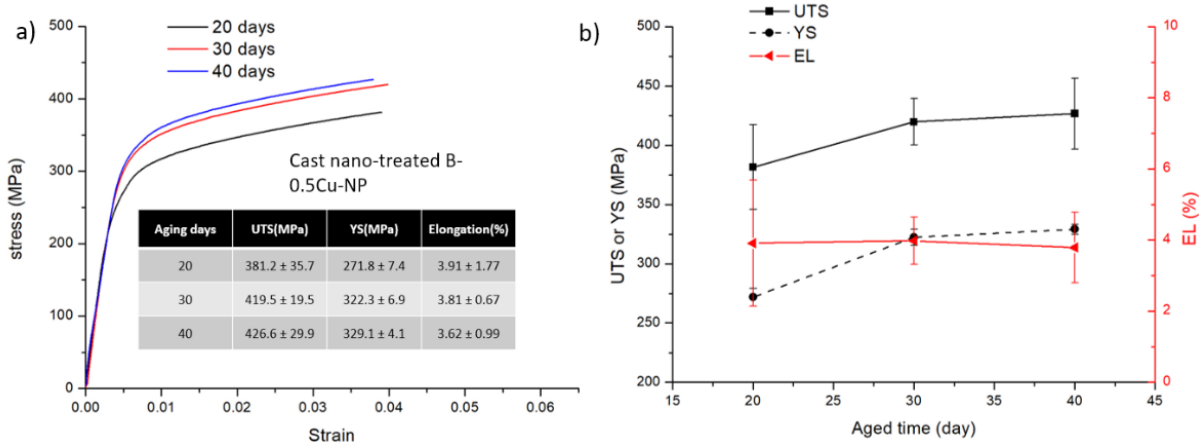 a)
500
400
300
200
100
0
stress (MPa)
20 days
30 days
40 days
Cast nano-treated B-
0.5Cu-NP
Aging days UTS(MPa) YS(MPa) Elongation(%)
20 381.2 ± 35.7 271.8 ± 7.4 3.91 ± 1.77
30 419.5 ± 19.5 322.3 ± 6.9 3.81 ± 0.67
40 426.6 ± 29.9 329.1 ± 4.1 3.62 ± 0.99
0.00 0.01 0.02 0.03 0.04 0.05 0.06
Strain
b)
UTS
YS
EL
500
450
400
350
300
250
200
UTS or YS (MPa)
10
8
6
4
2
0
EL (%)
15 20 25 30 35 40 45
Aged time (day)